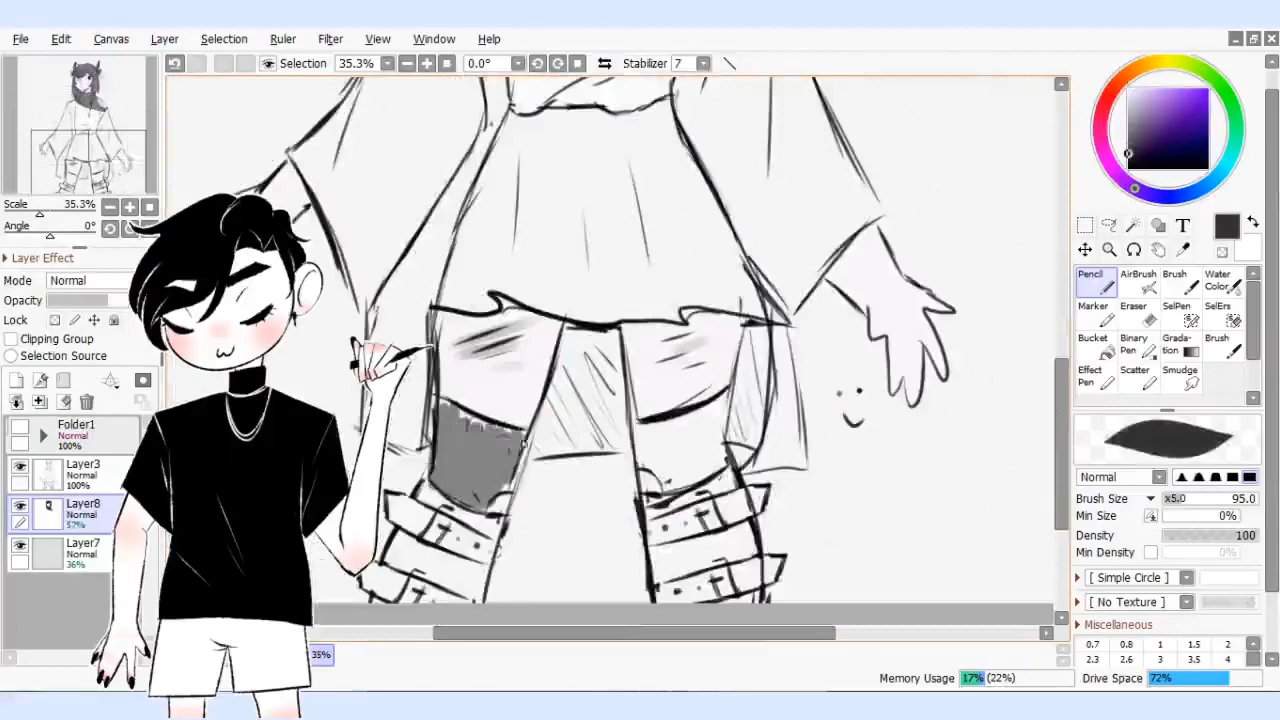 File Edit Canvas Layer Selection Ruler Filter View Window Help
Selection 35.3% 0.0° Stabilizer 7
Scale 35.3%
Angle 0°
Layer Effect
Mode Normal
Opacity
Lock
Clipping Group
Selection Source
Folder1
Normal
100%
Layer3
Normal
100%
Layer8
Normal
57%
Layer7
Normal
36%
35%
Memory Usage 17% (22%) Drive Space 72%
T
Pencil AirBrush Brush Water Color
Marker Eraser SelPen SelErs
Bucket Binary Pen Grada-tion Brush
Effect Pen Scatter Smudge
Normal
Brush Size x5.0 95.0
Min Size 0%
Density 100
Min Density 0%
[ Simple Circle ]
[ No Texture ]
Miscellaneous
0.7 0.8 1 1.5 2
2.3 2.6 3 3.5 4